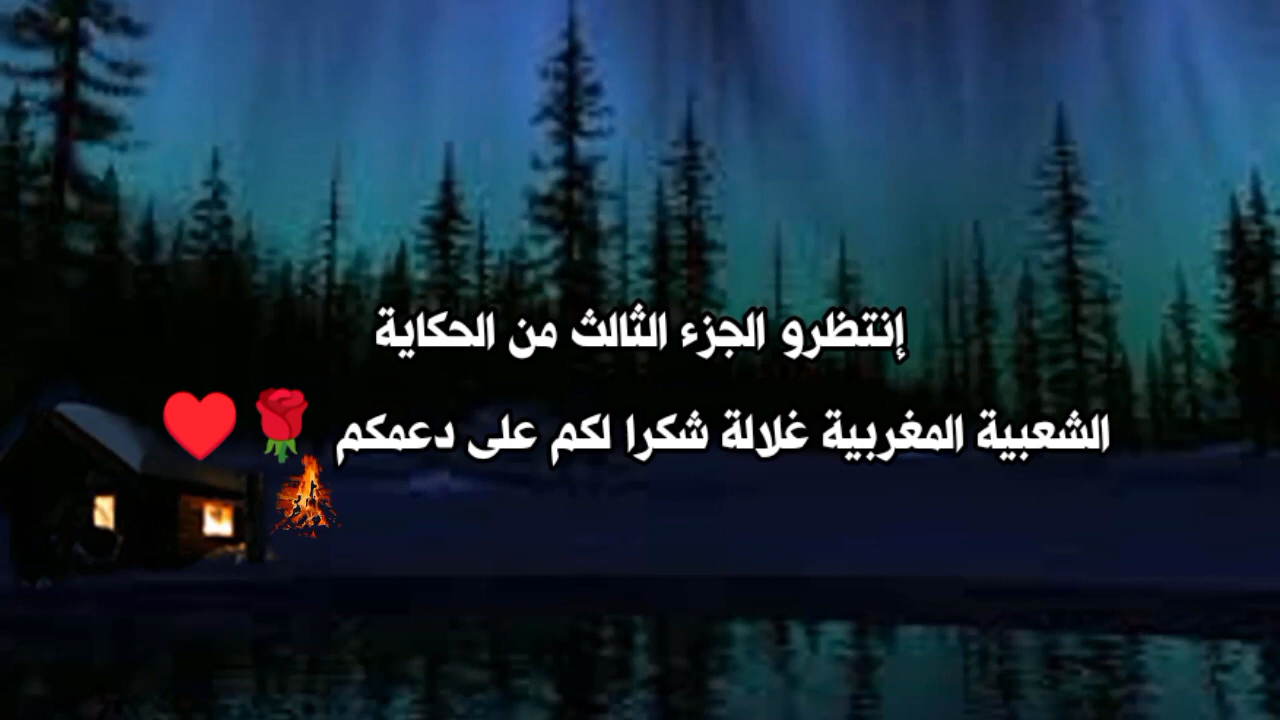 إنتظرو الجزء الثالث من الحكاية
الشعبية المغربية غلالة شكرا لكم على دعمكم 🌹♥️